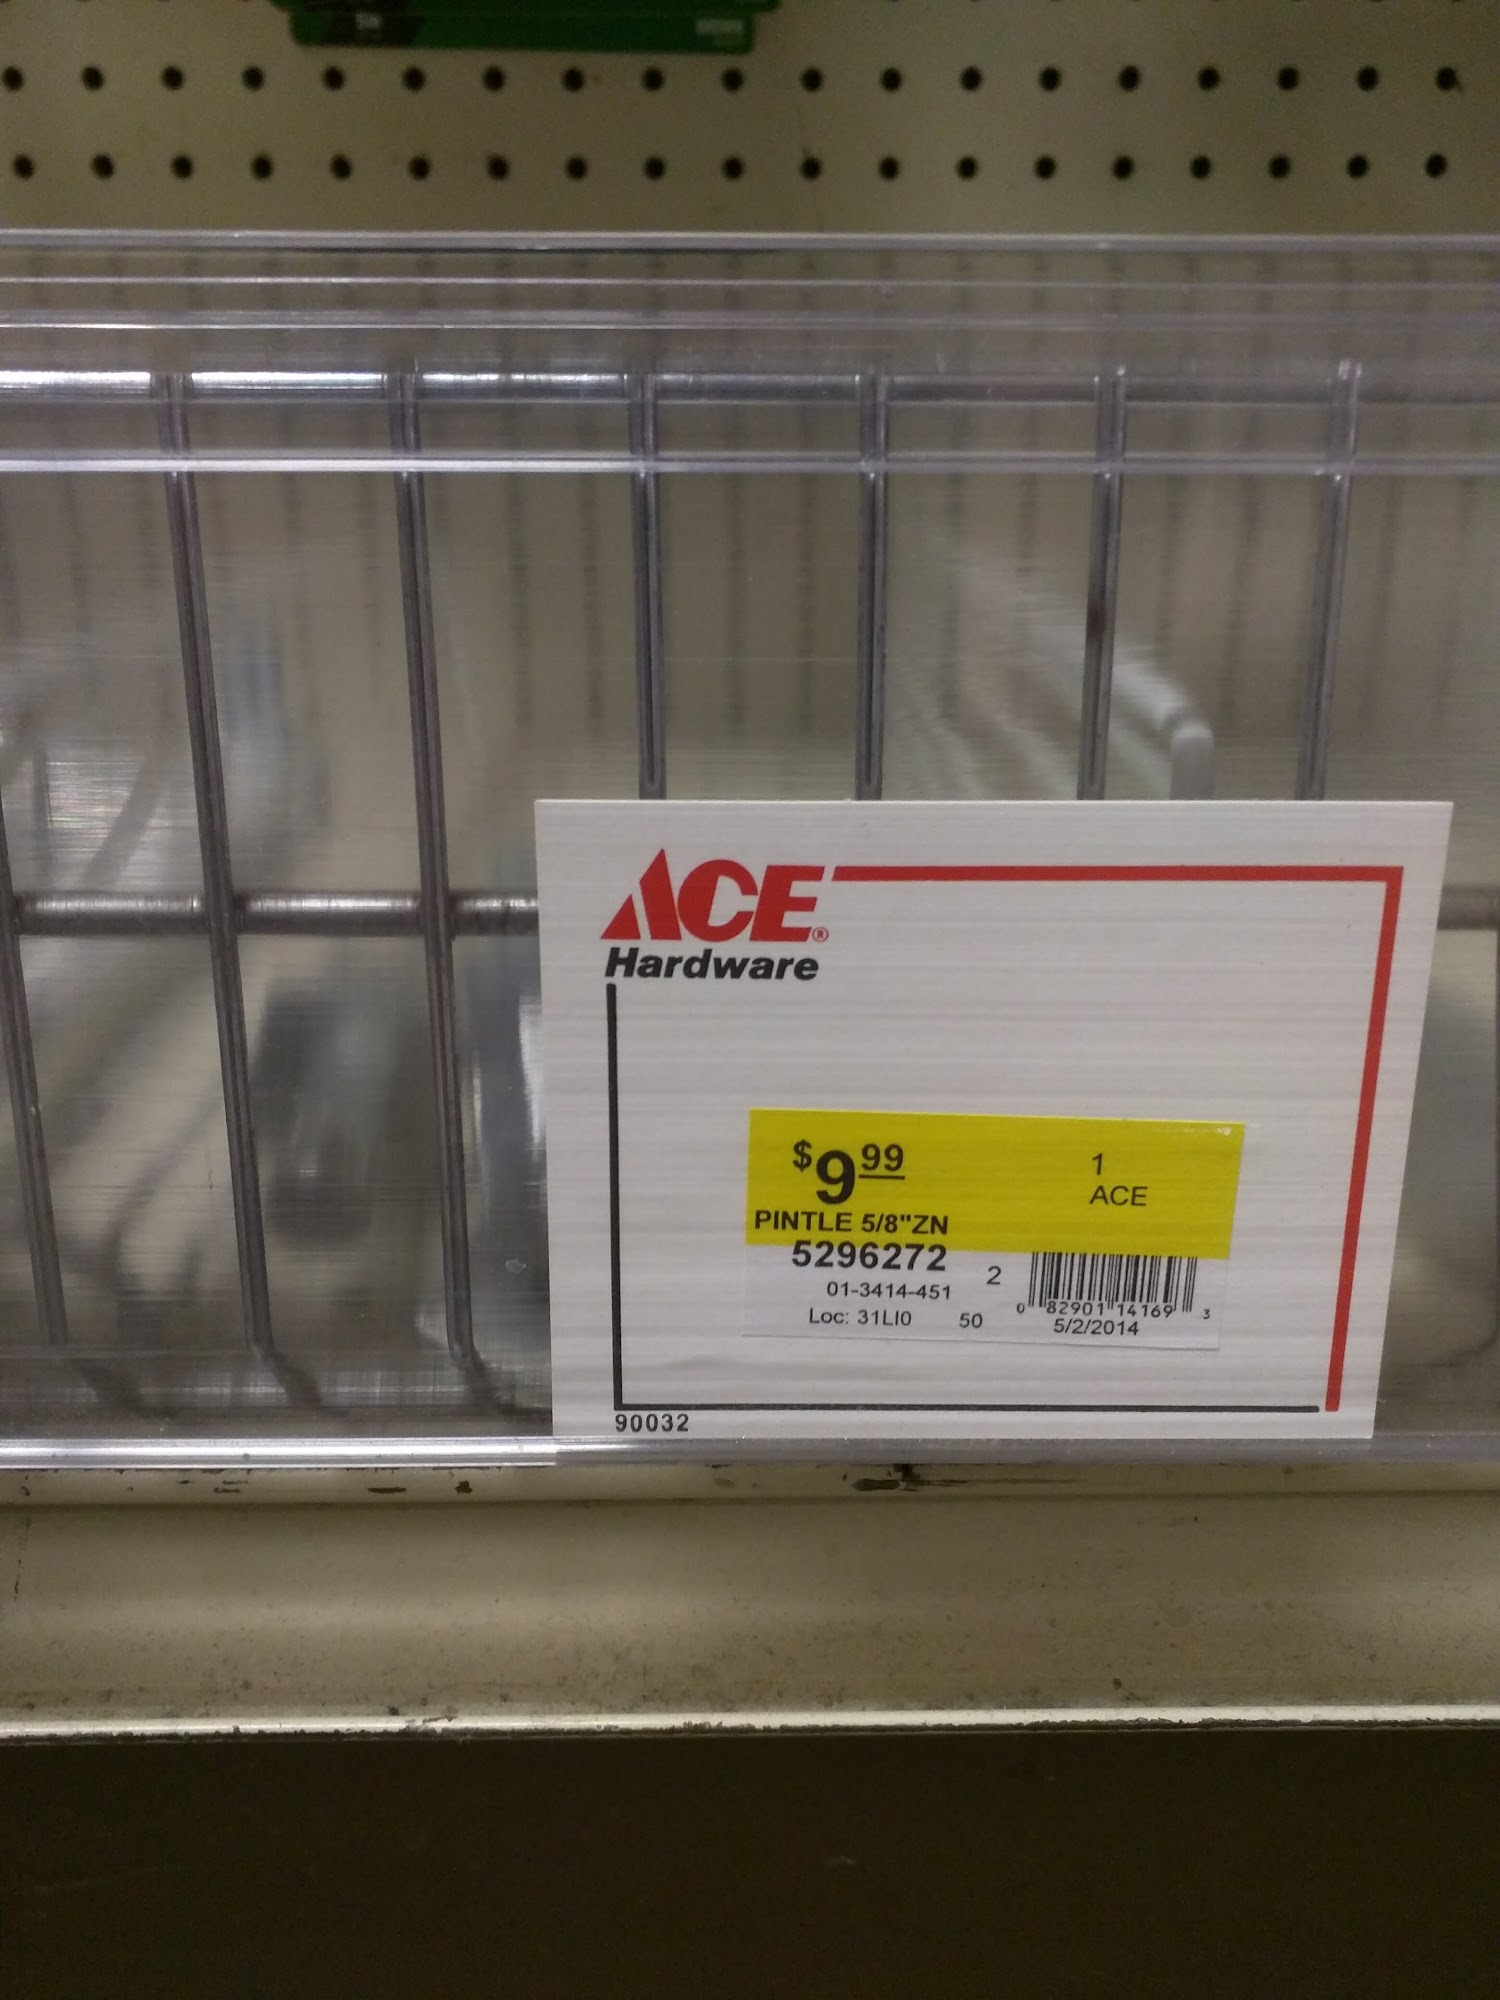 ACE®
Hardware
$9.99
1
ACE
PINTLE 5/8"ZN
5296272
2
01-3414-451
Loc: 31LI0
50
0 82901 14169 3
5/2/2014
90032